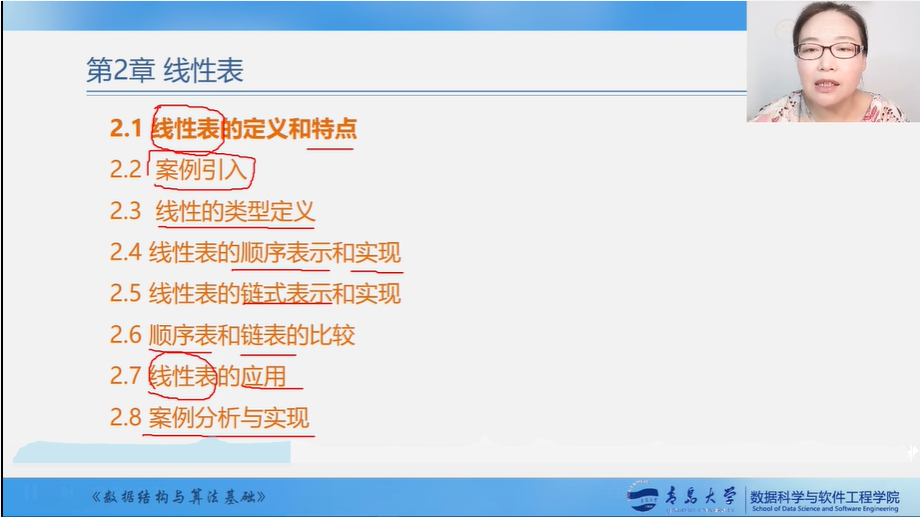 第2章 线性表
2.1 线性表的定义和特点
2.2 案例引入
2.3 线性的类型定义
2.4 线性表的顺序表示和实现
2.5 线性表的链式表示和实现
2.6 顺序表和链表的比较
2.7 线性表的应用
2.8 案例分析与实现
《数据结构与算法基础》
青岛大学 数据科学与软件工程学院
School of Data Science and Software Engineering